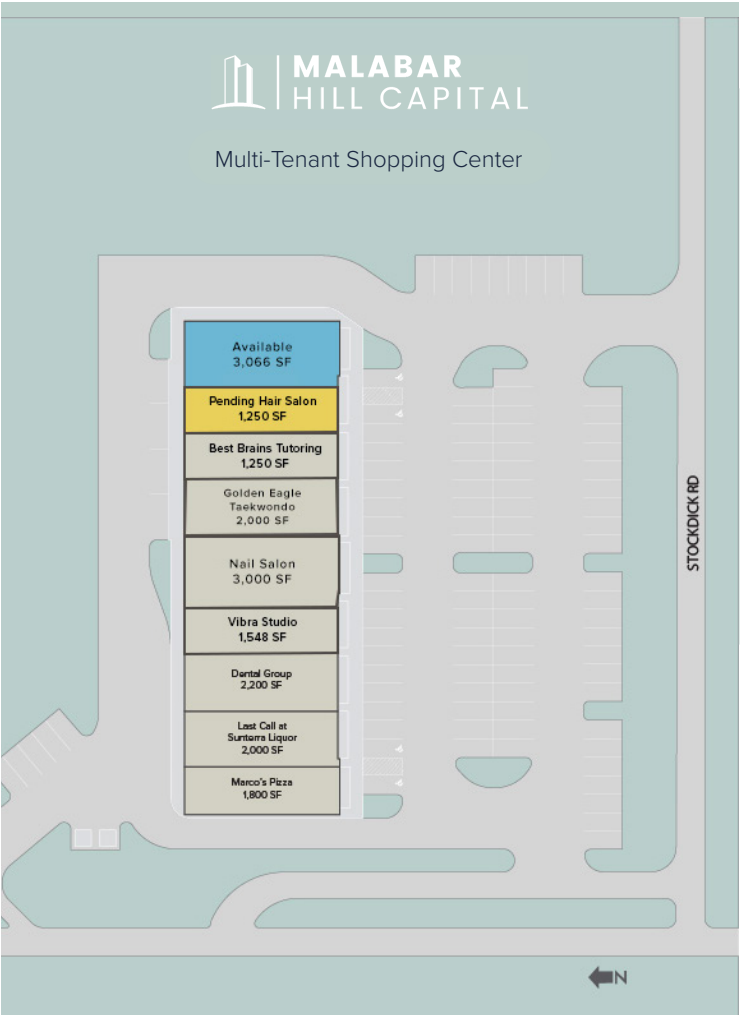 MALABAR
HILL CAPITAL
Multi-Tenant Shopping Center
Available
3,066 SF
Pending Hair Salon
1,250 SF
Best Brains Tutoring
1,250 SF
Golden Eagle
Taekwondo
2,000 SF
Nail Salon
3,000 SF
Vibra Studio
1,548 SF
Dental Group
2,200 SF
Last Call at
Sunterra Liquor
2,000 SF
Marco's Pizza
1,800 SF
STOCKDICK RD
N